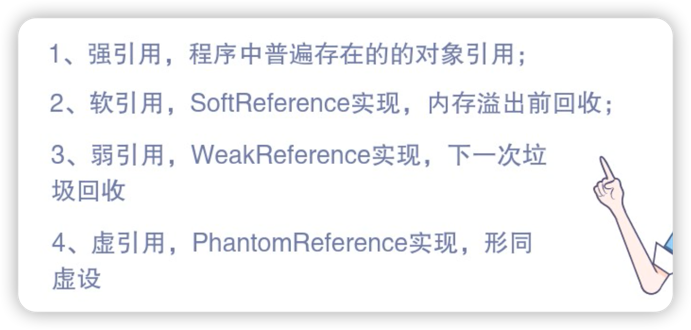 1、强引用，程序中普遍存在的的对象引用；
2、软引用，SoftReference实现，内存溢出前回收；
3、弱引用，WeakReference实现，下一次垃
圾回收
4、虚引用，PhantomReference实现，形同
虚设